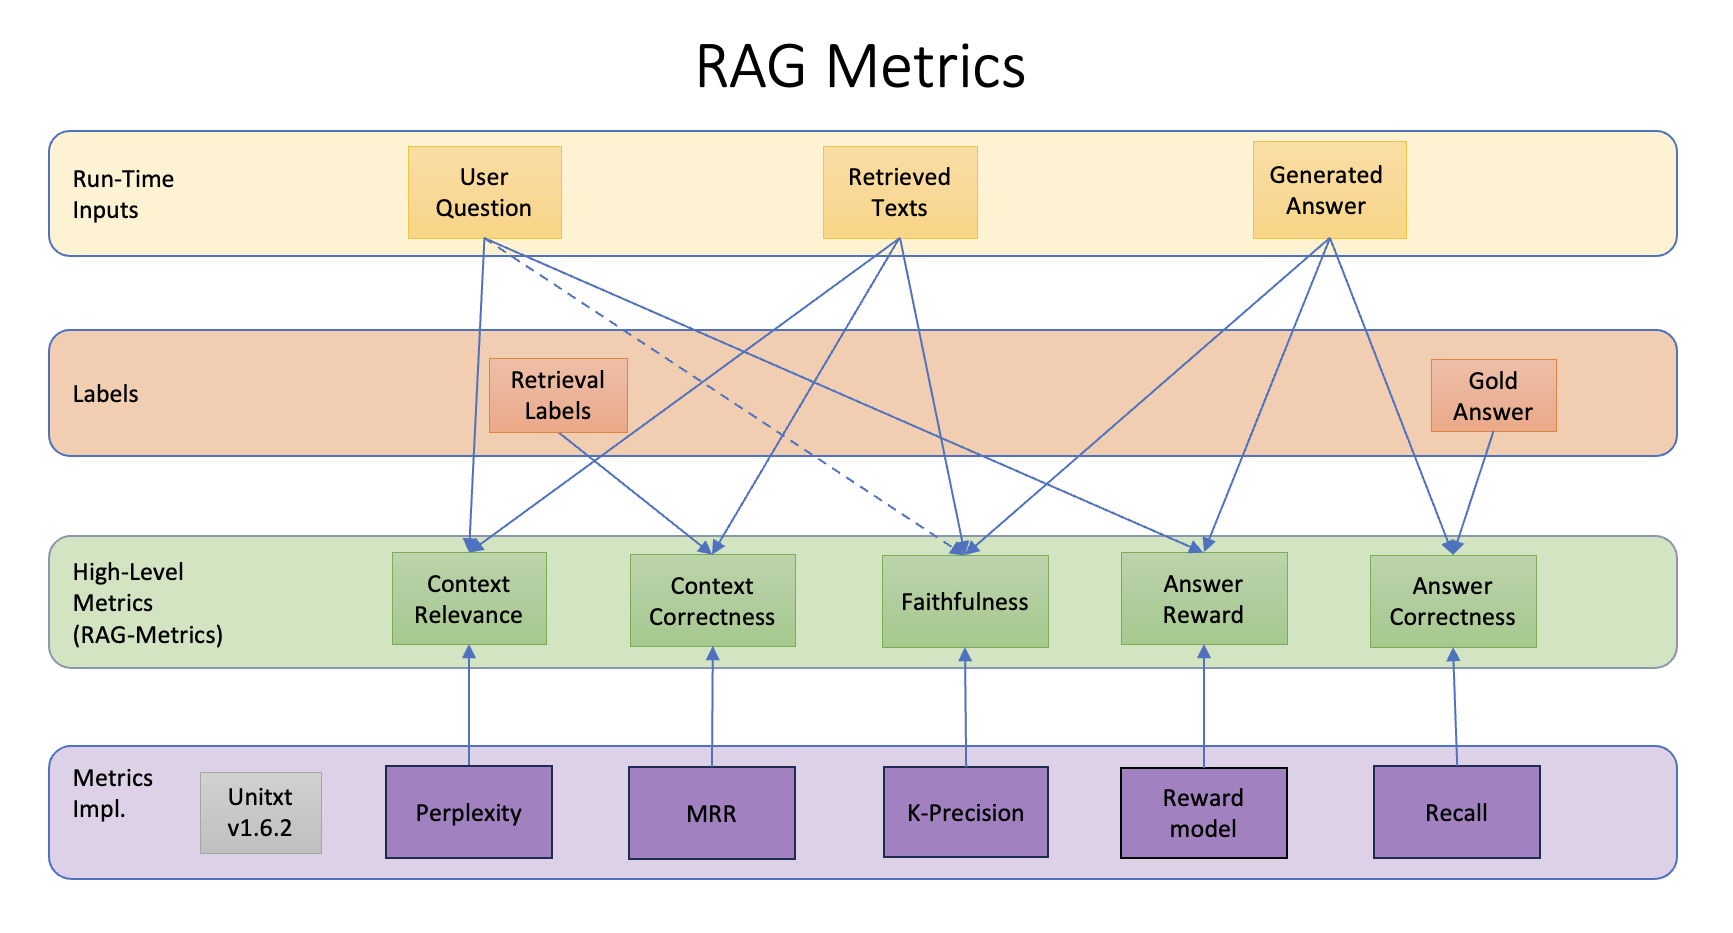 RAG Metrics
Run-Time
Inputs
User
Question
Retrieved
Texts
Generated
Answer
Labels
Retrieval
Labels
Gold
Answer
High-Level
Metrics
(RAG-Metrics)
Context
Relevance
Context
Correctness
Faithfulness
Answer
Reward
Answer
Correctness
Metrics
Impl.
Unitxt
v1.6.2
Perplexity
MRR
K-Precision
Reward
model
Recall